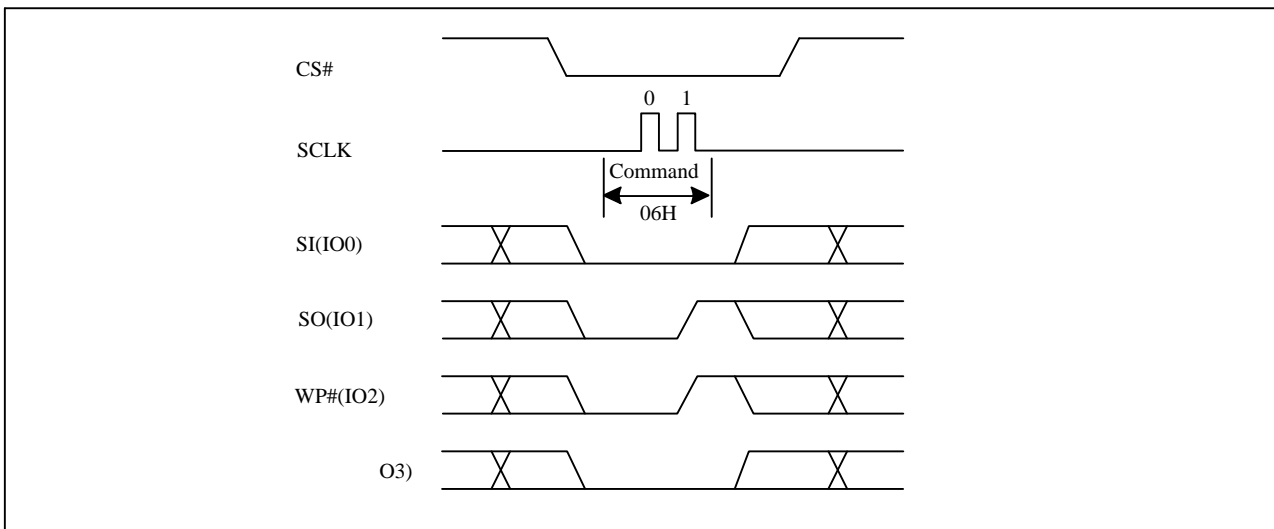 CS#
0 1
SCLK
Command
06H
SI(IO0)
SO(IO1)
WP#(IO2)
O3)